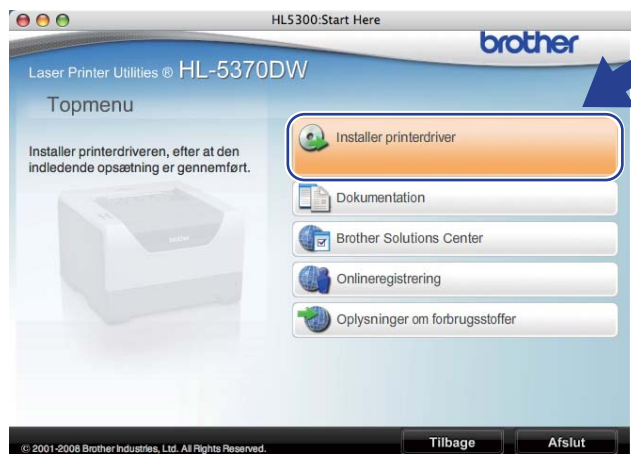 HL5300:Start Here
brother
Laser Printer Utilities ® HL-5370DW
Topmenu
Installer printerdriveren, efter at den
indledende opsætning er gennemført.
Installer printerdriver
Dokumentation
Brother Solutions Center
Onlineregistrering
Oplysninger om forbrugsstoffer
© 2001-2008 Brother Industries, Ltd. All Rights Reserved.
Tilbage
Afslut